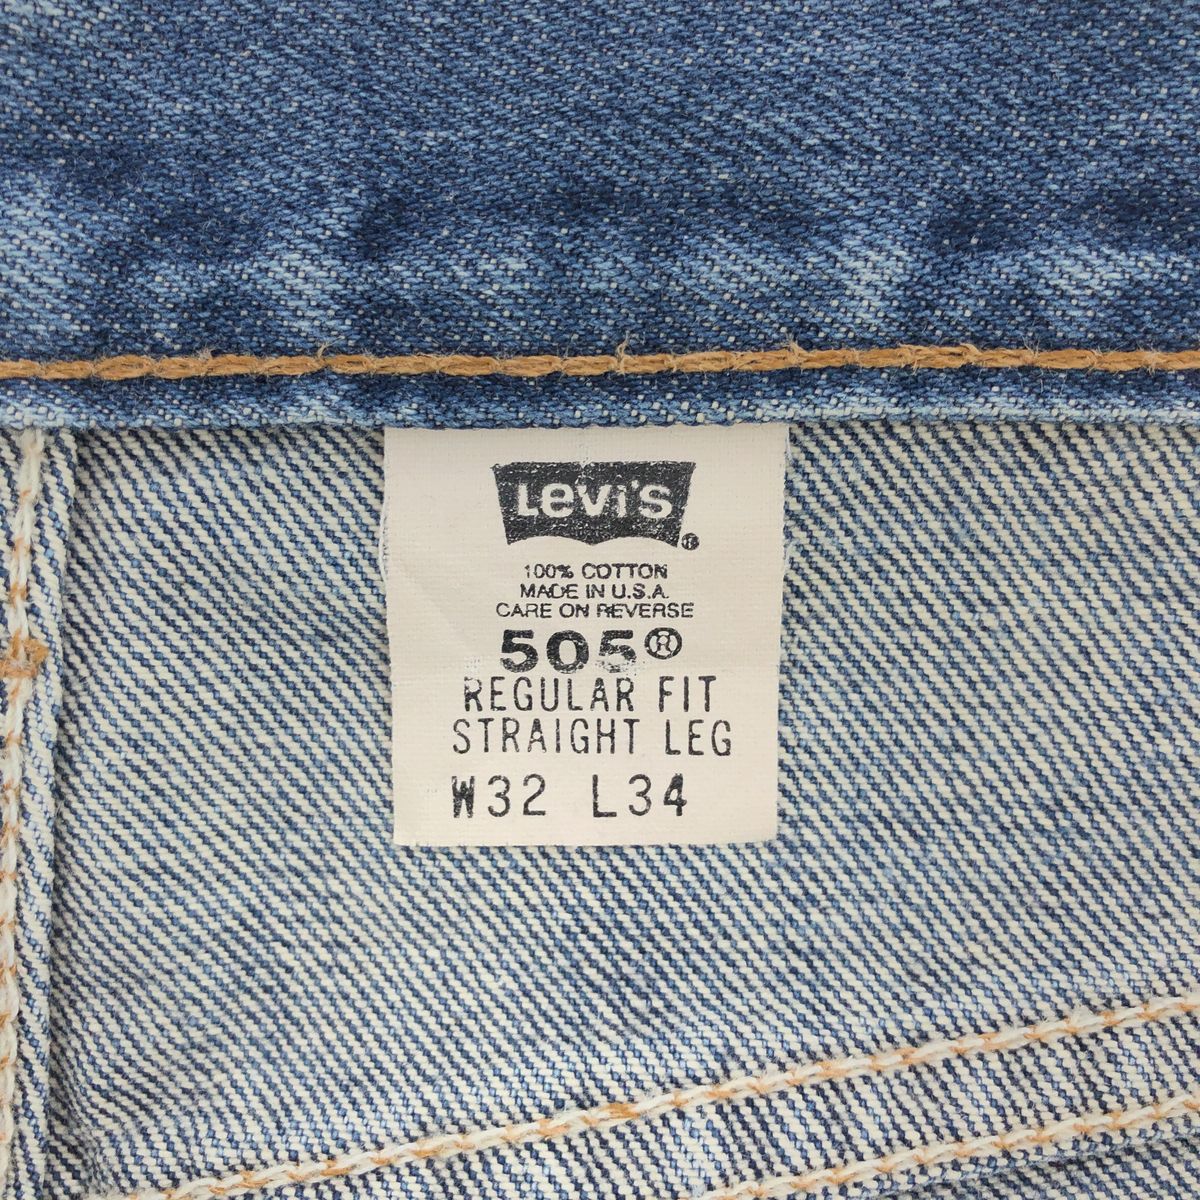 Levi's ®
100% COTTON
MADE IN U.S.A.
CARE ON REVERSE
505®
REGULAR FIT
STRAIGHT LEG
W32 L34